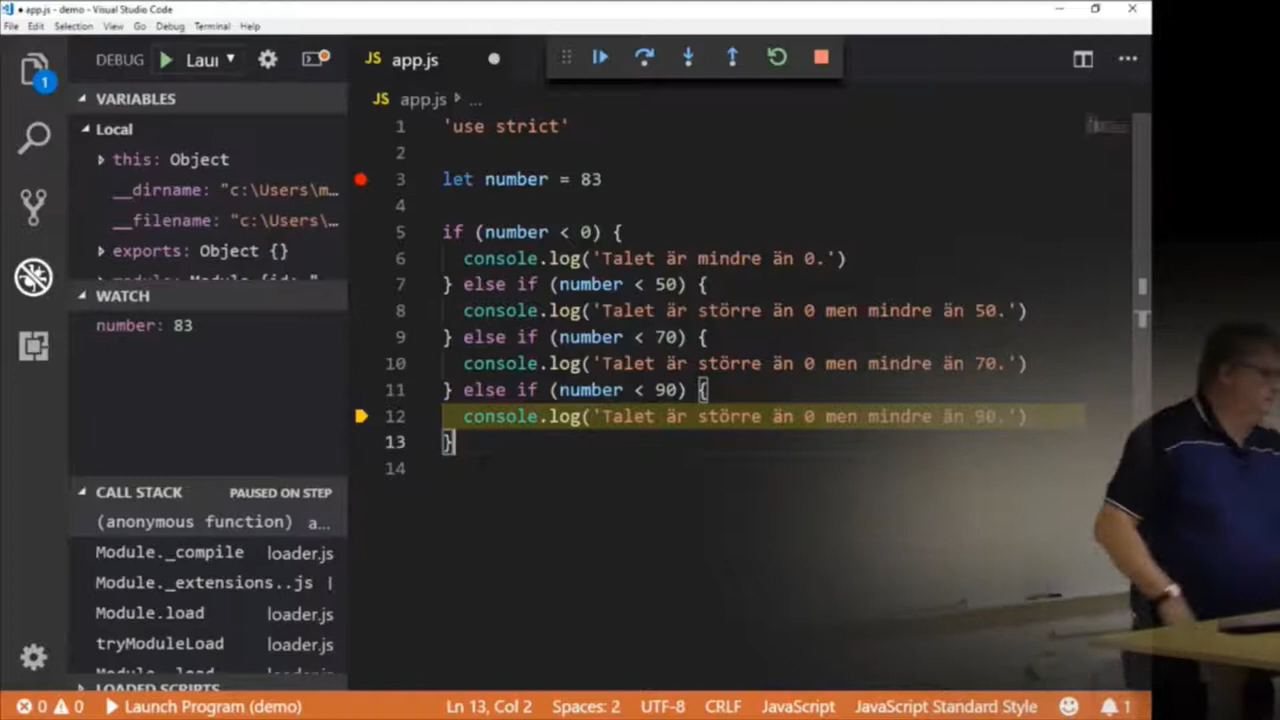 app.js - demo - Visual Studio Code
File Edit Selection View Go Debug Terminal Help
1
DEBUG Laui
VARIABLES
Local
this: Object
__dirname: "c:\Users\m…
__filename: "c:\Users\…
exports: Object {}
WATCH
number: 83
CALL STACK PAUSED ON STEP
(anonymous function) a…
Module._compile loader.js
Module._extensions..js
Module.load loader.js
tryModuleLoad loader.js
LOADED SCRIPTS
JS app.js
JS app.js ...
1 'use strict'
2
3 let number = 83
4
5 if (number < 0) {
6 console.log('Talet är mindre än 0.')
7 } else if (number < 50) {
8 console.log('Talet är större än 0 men mindre än 50.')
9 } else if (number < 70) {
10 console.log('Talet är större än 0 men mindre än 70.')
11 } else if (number < 90) {
12 console.log('Talet är större än 0 men mindre än 90.')
13 }
14
0 0 Launch Program (demo) Ln 13, Col 2 Spaces: 2 UTF-8 CRLF JavaScript JavaScript Standard Style 1